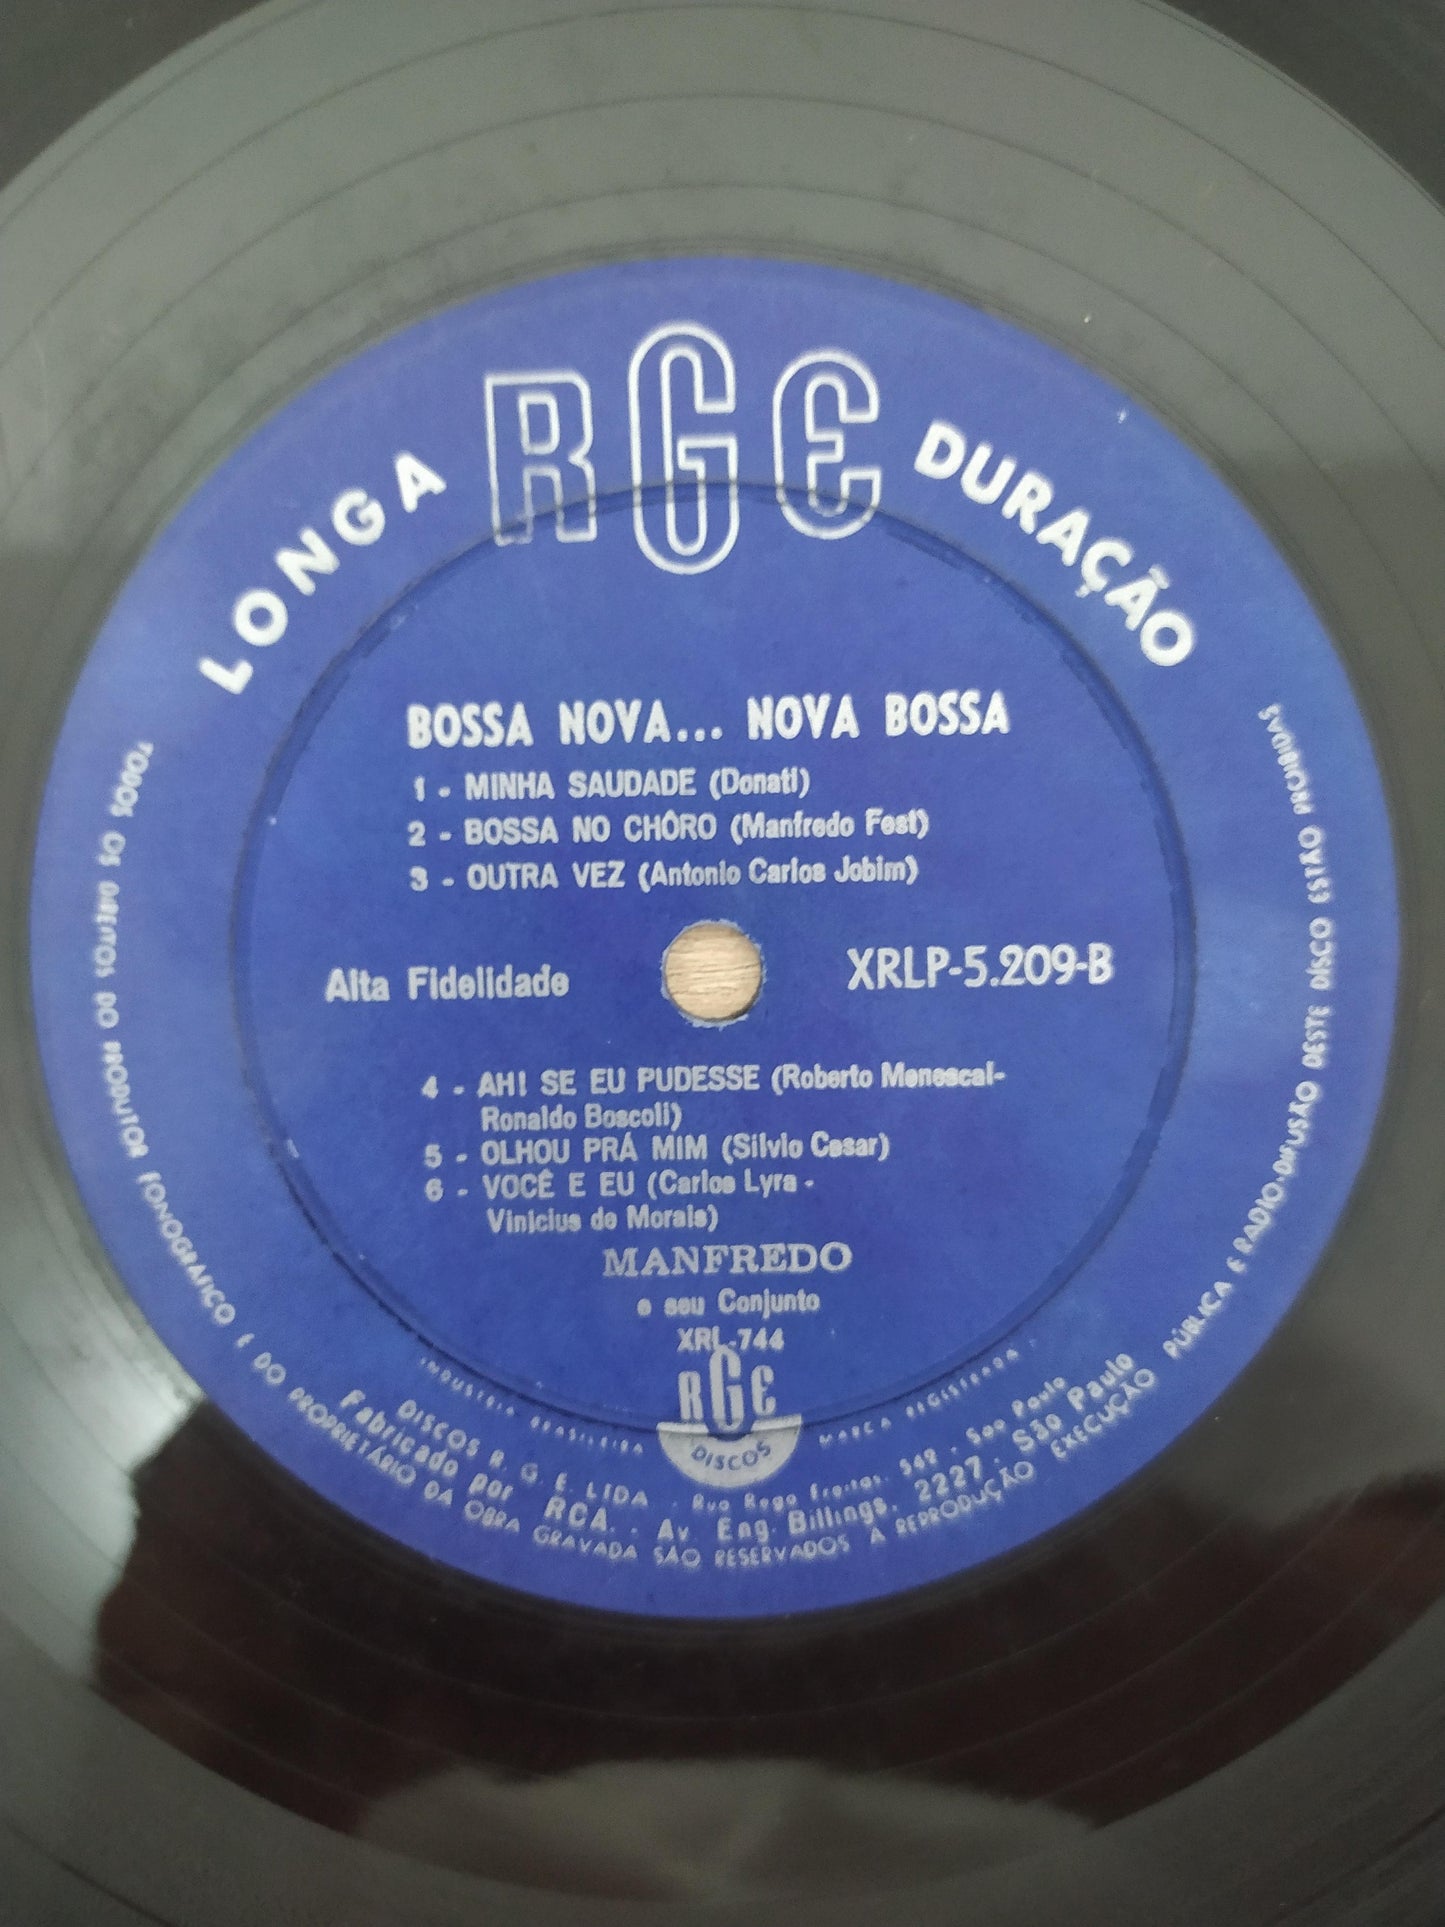 LONGA RGE DURAÇÃO
BOSSA NOVA... NOVA BOSSA
1 - MINHA SAUDADE (Donati)
2 - BOSSA NO CHÔRO (Manfredo Fest)
3 - OUTRA VEZ (Antonio Carlos Jobim)
Alta Fidelidade
XRLP-5.209-B
4 - AH! SE EU PUDESSE (Roberto Menescal-
Ronaldo Boscoli)
5 - OLHOU PRÁ MIM (Silvio Cesar)
6 - VOCÊ E EU (Carlos Lyra -
Vinicius de Morais)
MANFREDO
e seu Conjunto
XRL-744
RGE
DISCOS
INDUSTRIA BRASILEIRA
MARCA REGISTRADA
DISCOS R. G. E. LTDA . Rua Rego Freitas, 549 . Sao Paulo
Fabricado por RCA. . Av. Eng. Billings, 2227 . São Paulo
TODOS OS DIREITOS DO PRODUTOR FONOGRAFICO E DO PROPRIETÁRIO DA OBRA GRAVADA SÃO RESERVADOS A REPRODUÇÃO EXECUÇÃO PÚBLICA E RADIO-DIFUSÃO DESTE DISCO ESTÃO PROIBIDAS